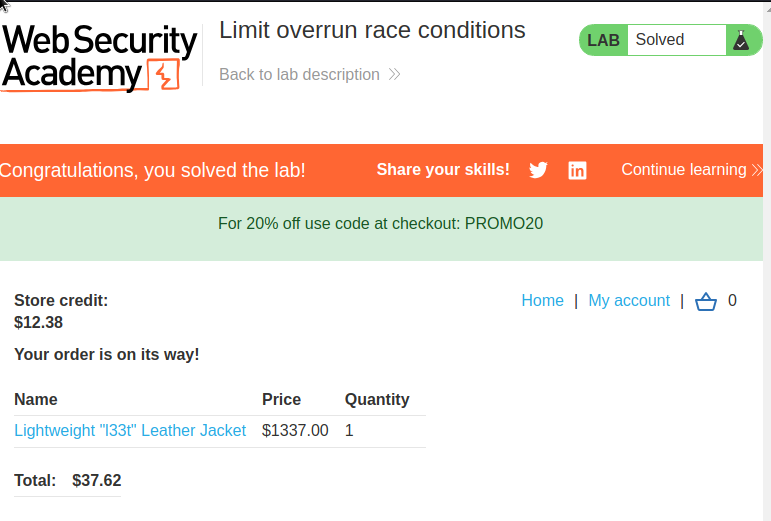 Web Security
Academy
Limit overrun race conditions
Back to lab description
LAB Solved
Congratulations, you solved the lab!
Share your skills!
Continue learning
For 20% off use code at checkout: PROMO20
Store credit:
$12.38
Home | My account | 0
Your order is on its way!
Name Price Quantity
Lightweight "l33t" Leather Jacket $1337.00 1
Total: $37.62